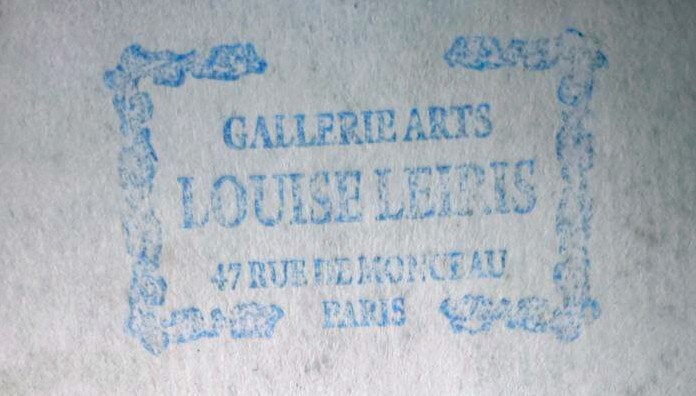 GALLERIE ARTS
LOUISE LEIRIS
47 RUE DE MONCEAU
PARIS